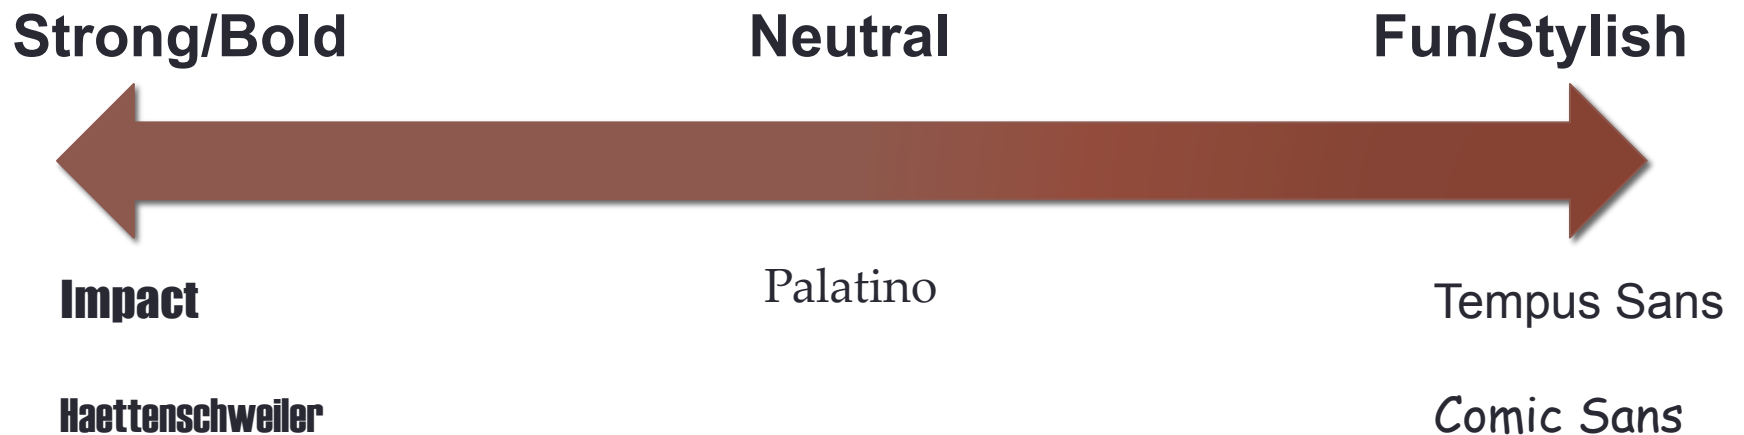 Strong/Bold Neutral Fun/Stylish
Impact Palatino Tempus Sans
Haettenschweiler Comic Sans